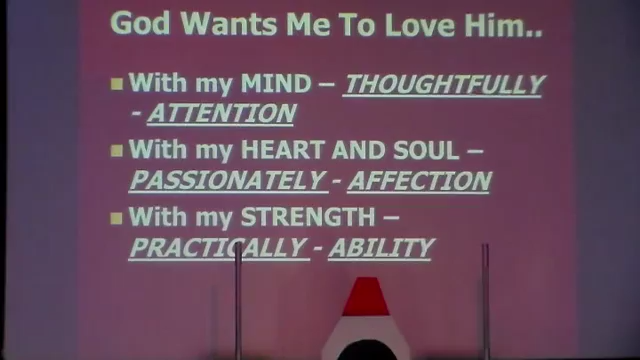 God Wants Me To Love Him..
With my MIND – THOUGHTFULLY
- ATTENTION
With my HEART AND SOUL –
PASSIONATELY - AFFECTION
With my STRENGTH –
PRACTICALLY - ABILITY